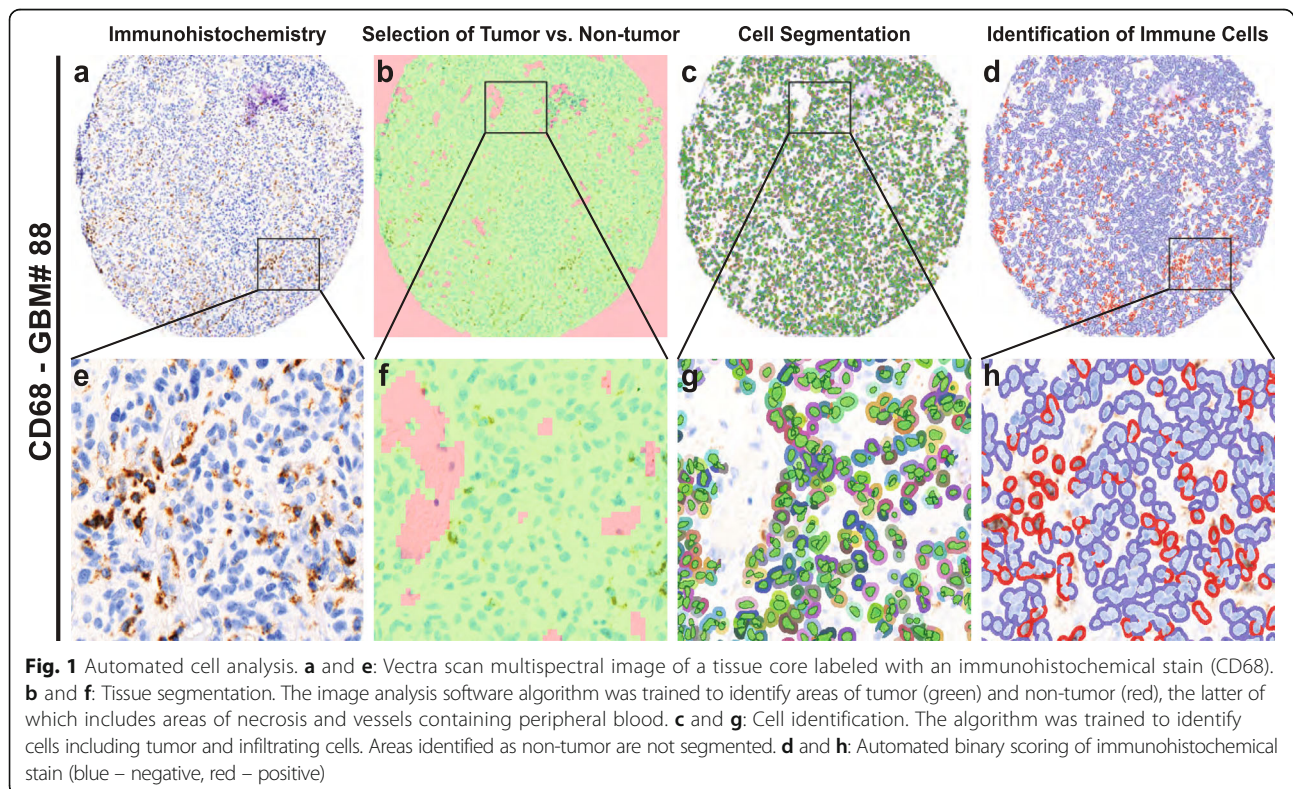 Immunohistochemistry Selection of Tumor vs. Non-tumor Cell Segmentation Identification of Immune Cells
a b c d
CD68 - GBM# 88
e f g h
Fig. 1 Automated cell analysis. a and e: Vectra scan multispectral image of a tissue core labeled with an immunohistochemical stain (CD68).
b and f: Tissue segmentation. The image analysis software algorithm was trained to identify areas of tumor (green) and non-tumor (red), the latter of
which includes areas of necrosis and vessels containing peripheral blood. c and g: Cell identification. The algorithm was trained to identify
cells including tumor and infiltrating cells. Areas identified as non-tumor are not segmented. d and h: Automated binary scoring of immunohistochemical
stain (blue – negative, red – positive)